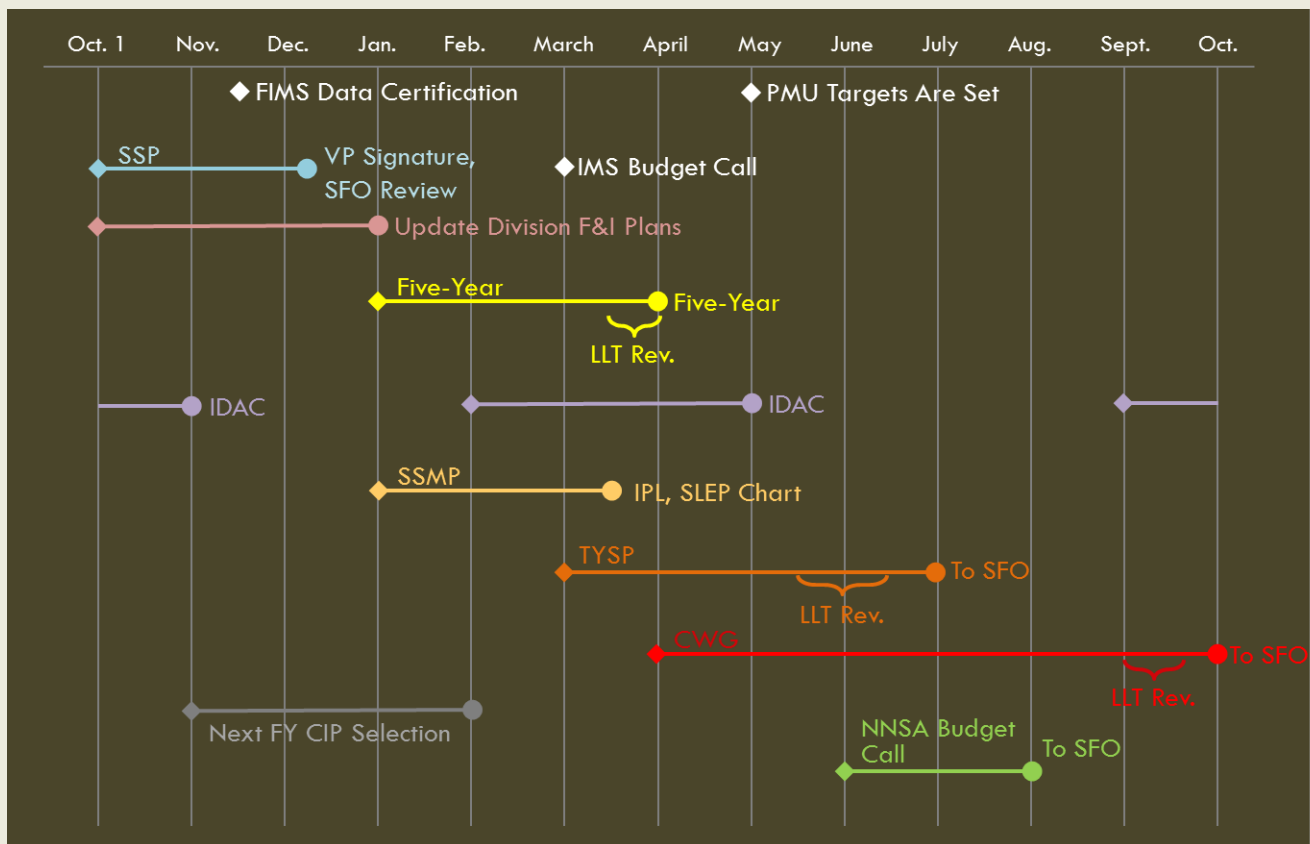 Oct. 1 Nov. Dec. Jan. Feb. March April May June July Aug. Sept. Oct.
FIMS Data Certification
PMU Targets Are Set
SSP
VP Signature,
SFO Review
IMS Budget Call
Update Division F&I Plans
Five-Year
Five-Year
LLT Rev.
IDAC
IDAC
SSMP
IPL, SLEP Chart
TYSP
To SFO
LLT Rev.
CWG
To SFO
LLT Rev.
Next FY CIP Selection
NNSA Budget
Call
To SFO